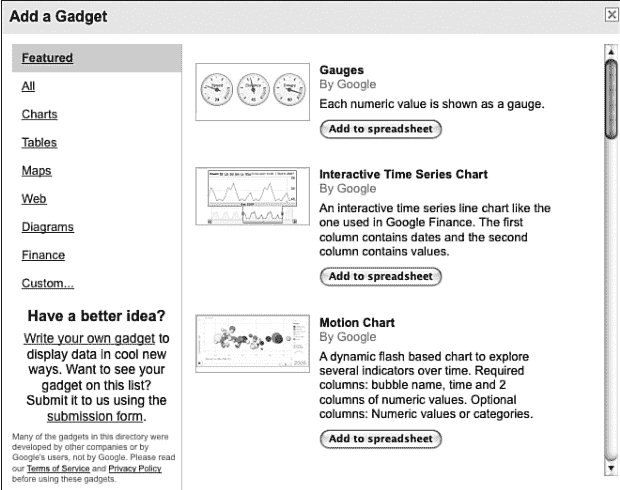 Add a Gadget
Featured
All
Charts
Tables
Maps
Web
Diagrams
Finance
Custom...
Have a better idea?
Write your own gadget to
display data in cool new
ways. Want to see your
gadget on this list?
Submit it to us using the
submission form.
Many of the gadgets in this directory were
developed by other companies or by
Google's users, not by Google. Please read
our Terms of Service and Privacy Policy
before using these gadgets.
Gauges
By Google
Each numeric value is shown as a gauge.
Add to spreadsheet
Interactive Time Series Chart
By Google
An interactive time series line chart like the
one used in Google Finance. The first
column contains dates and the second
column contains values.
Add to spreadsheet
Motion Chart
By Google
A dynamic flash based chart to explore
several indicators over time. Required
columns: bubble name, time and 2
columns of numeric values. Optional
columns: Numeric values or categories.
Add to spreadsheet